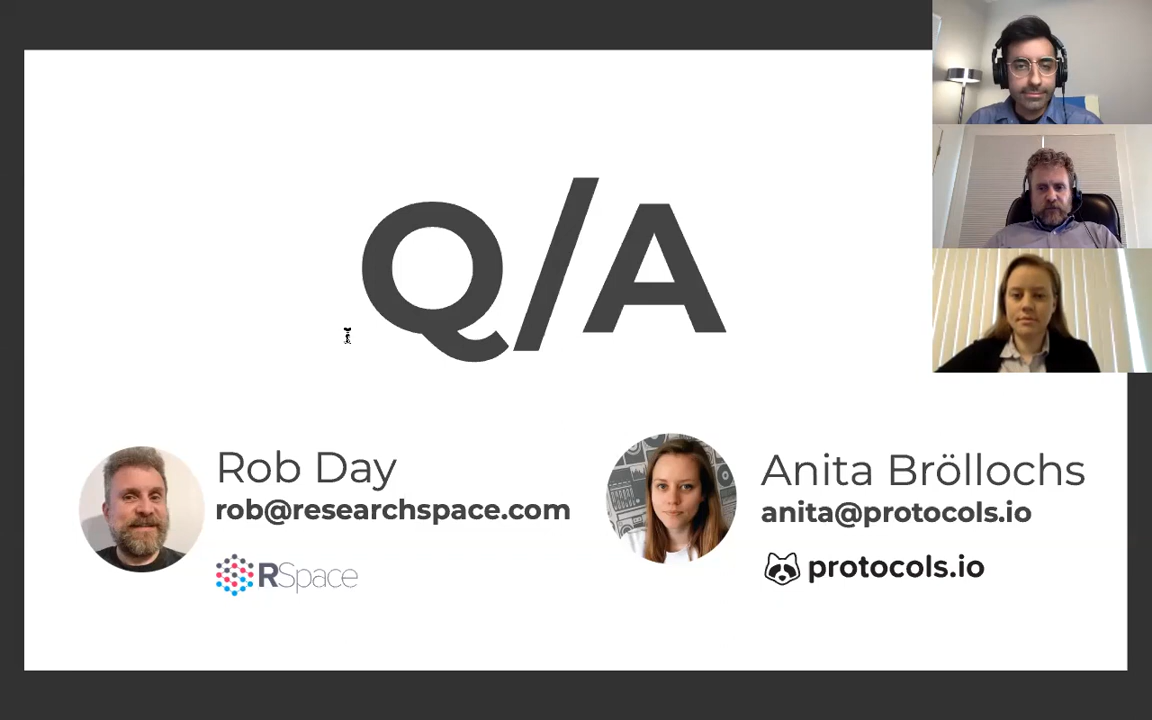 Q/A
Rob Day
rob@researchspace.com
RSpace
Anita Bröllochs
anita@protocols.io
protocols.io